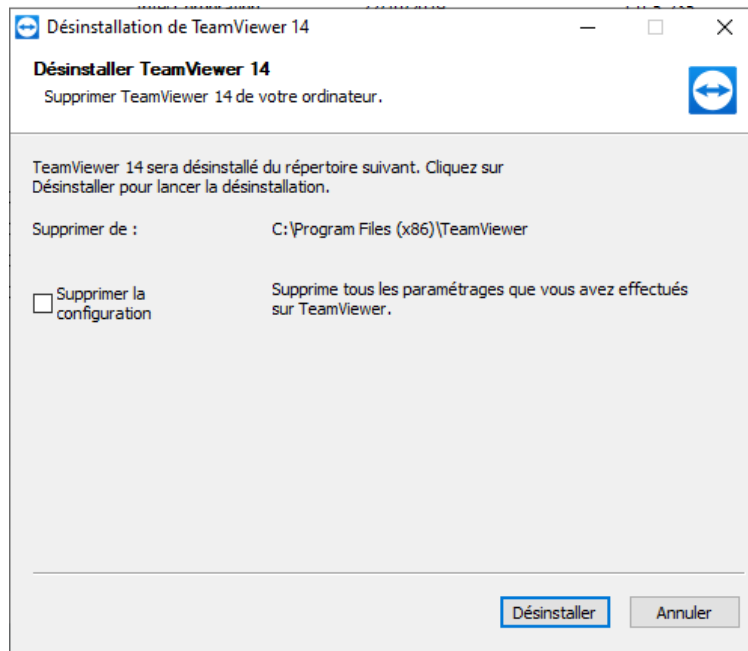 Désinstallation de TeamViewer 14
Désinstaller TeamViewer 14
Supprimer TeamViewer 14 de votre ordinateur.
TeamViewer 14 sera désinstallé du répertoire suivant. Cliquez sur
Désinstaller pour lancer la désinstallation.
Supprimer de : C:\Program Files (x86)\TeamViewer
Supprimer la
configuration
Supprime tous les paramétrages que vous avez effectués
sur TeamViewer.
Désinstaller Annuler